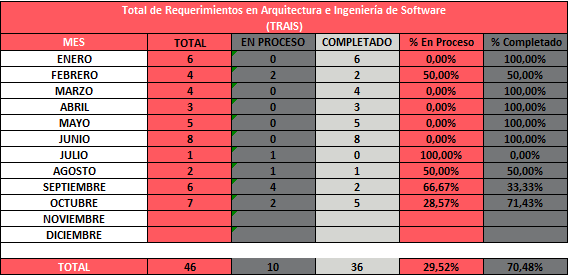 Total de Requerimientos en Arquitectura e Ingeniería de Software
(TRAIS)
MES TOTAL EN PROCESO COMPLETADO % En Proceso % Completado
ENERO 6 0 6 0,00% 100,00%
FEBRERO 4 2 2 50,00% 50,00%
MARZO 4 0 4 0,00% 100,00%
ABRIL 3 0 3 0,00% 100,00%
MAYO 5 0 5 0,00% 100,00%
JUNIO 8 0 8 0,00% 100,00%
JULIO 1 1 0 100,00% 0,00%
AGOSTO 2 1 1 50,00% 50,00%
SEPTIEMBRE 6 4 2 66,67% 33,33%
OCTUBRE 7 2 5 28,57% 71,43%
NOVIEMBRE
DICIEMBRE
TOTAL 46 10 36 29,52% 70,48%